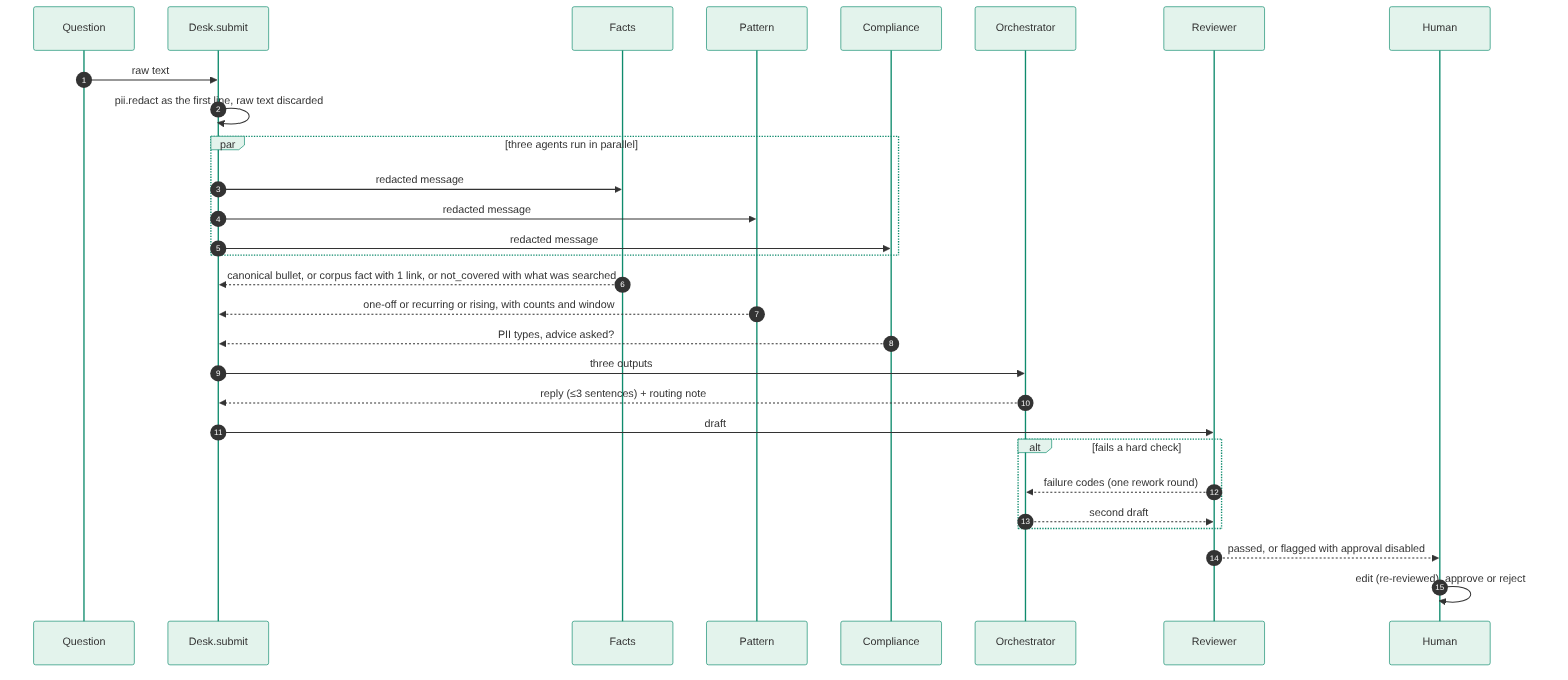 Question
Desk.submit
Facts
Pattern
Compliance
Orchestrator
Reviewer
Human
raw text
1
pii.redact as the first line, raw text discarded
2
par
[three agents run in parallel]
redacted message
3
redacted message
4
redacted message
5
canonical bullet, or corpus fact with 1 link, or not_covered with what was searched
6
one-off or recurring or rising, with counts and window
7
PII types, advice asked?
8
three outputs
9
reply (≤3 sentences) + routing note
10
draft
11
alt
[fails a hard check]
failure codes (one rework round)
12
second draft
13
passed, or flagged with approval disabled
14
edit (re-reviewed), approve or reject
15
Question
Desk.submit
Facts
Pattern
Compliance
Orchestrator
Reviewer
Human